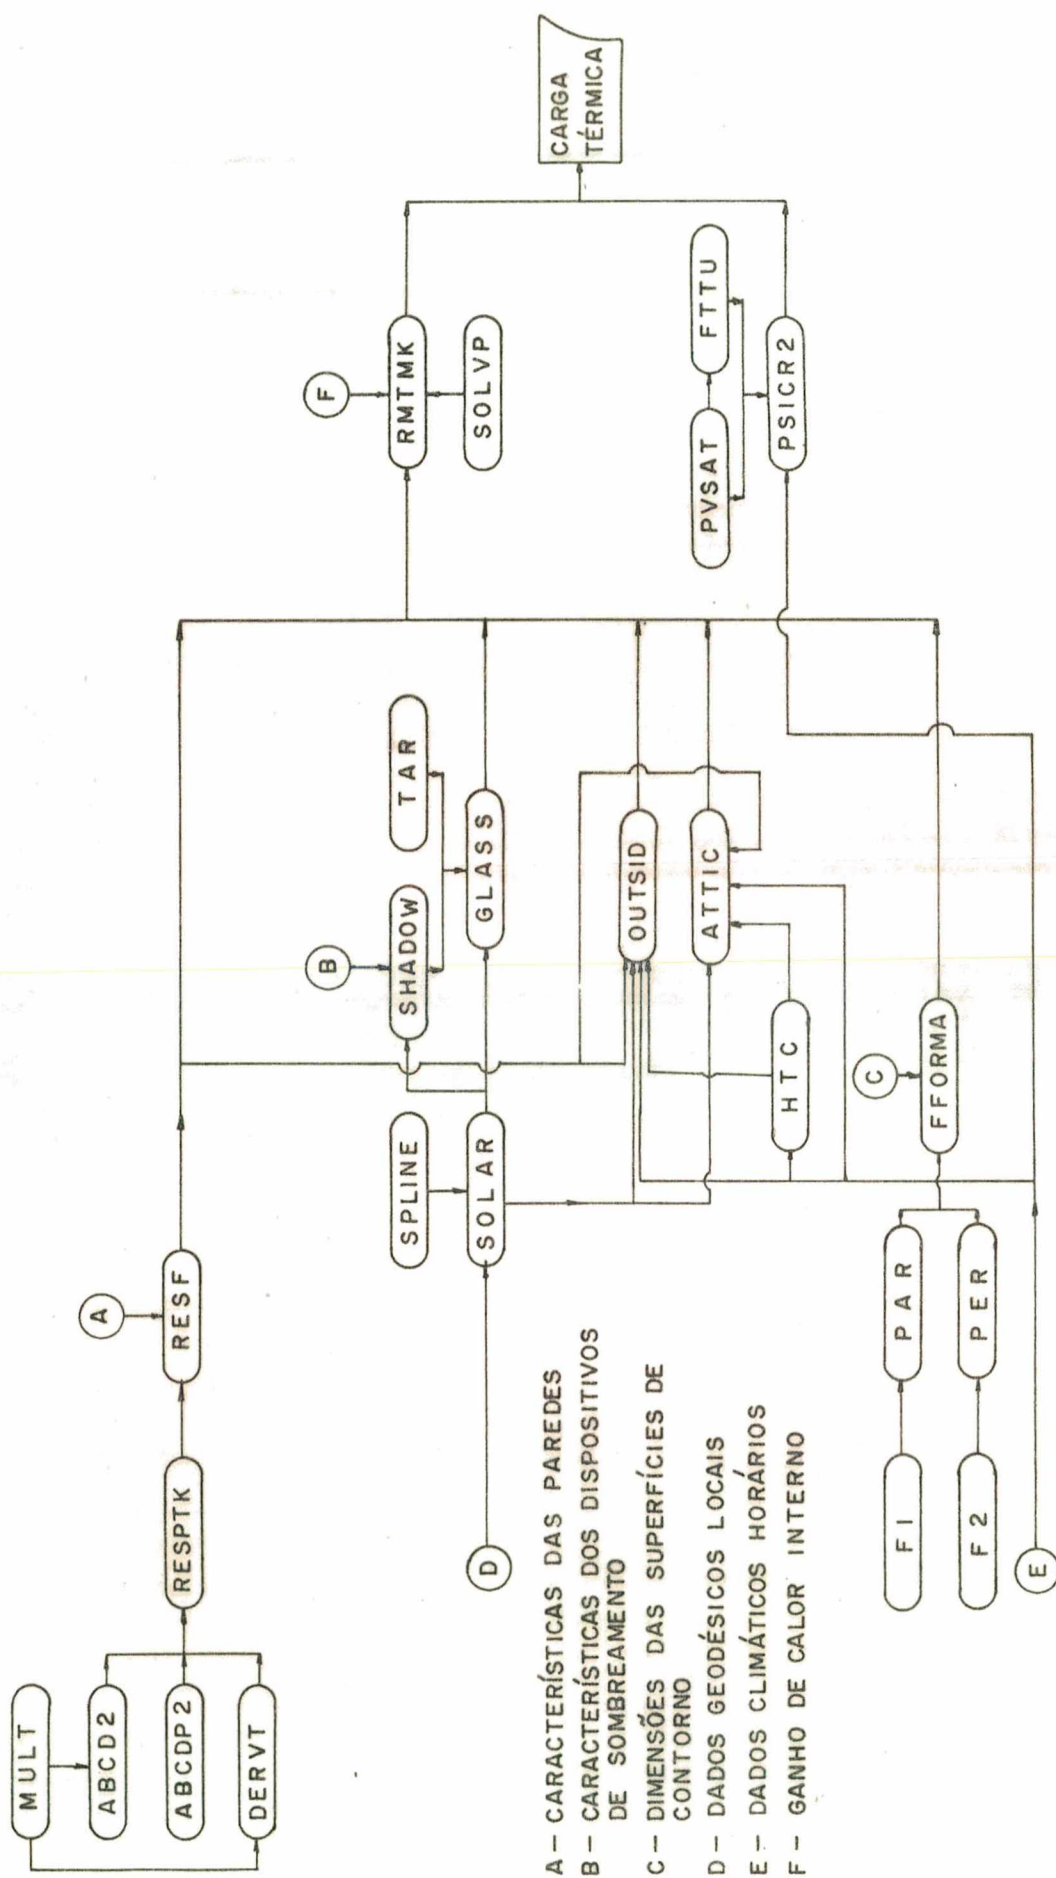 MULT
ABCD2
ABCDP2
DERVT
RESPTK
A
RESF
SPLINE
D
SOLAR
B
SHADOW
TAR
GLASS
OUTSID
ATTIC
HTC
C
FFORMA
F1
PAR
F2
PER
E
F
RMTMK
SOLVP
PVSAT
FTTU
PSICR2
CARGA
TÉRMICA
A – CARACTERÍSTICAS DAS PAREDES
B – CARACTERÍSTICAS DOS DISPOSITIVOS
DE SOMBREAMENTO
C – DIMENSÕES DAS SUPERFÍCIES DE
CONTORNO
D – DADOS GEODÉSICOS LOCAIS
E – DADOS CLIMÁTICOS HORÁRIOS
F – GANHO DE CALOR INTERNO